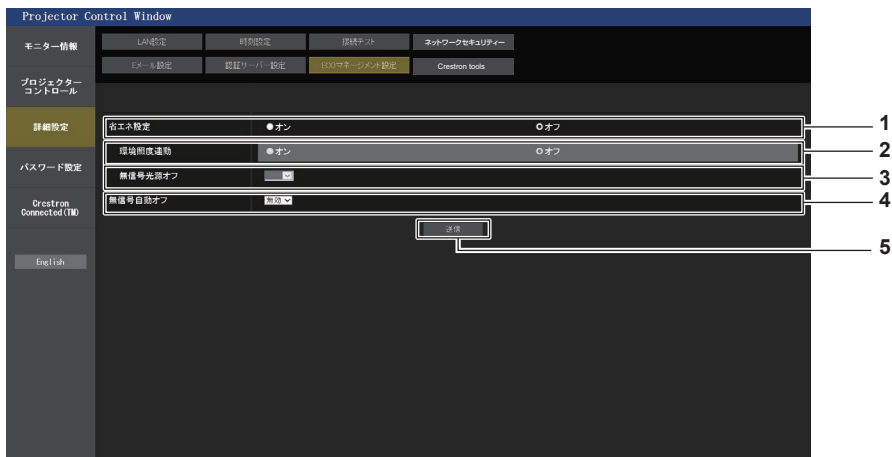 Projector Control Window
モニター情報
プロジェクター
コントロール
詳細設定
パスワード設定
Crestron
Connected(TM)
English
LAN設定 時刻設定 接続テスト ネットワークセキュリティー
Eメール設定 認証サーバー設定 ECOマネージメント設定 Crestron tools
省エネ設定 オン オフ 1
環境照度連動 オン オフ 2
無信号光源オフ 3
無信号自動オフ 無効 4
送信 5